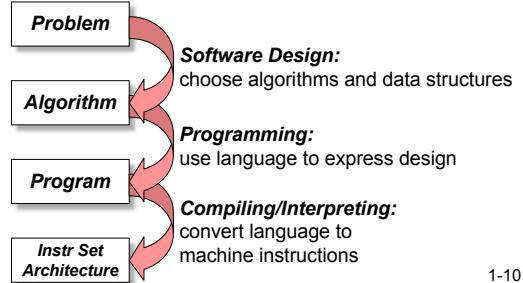 Problem
Software Design:
choose algorithms and data structures
Algorithm
Programming:
use language to express design
Program
Compiling/Interpreting:
convert language to
machine instructions
Instr Set
Architecture
1-10